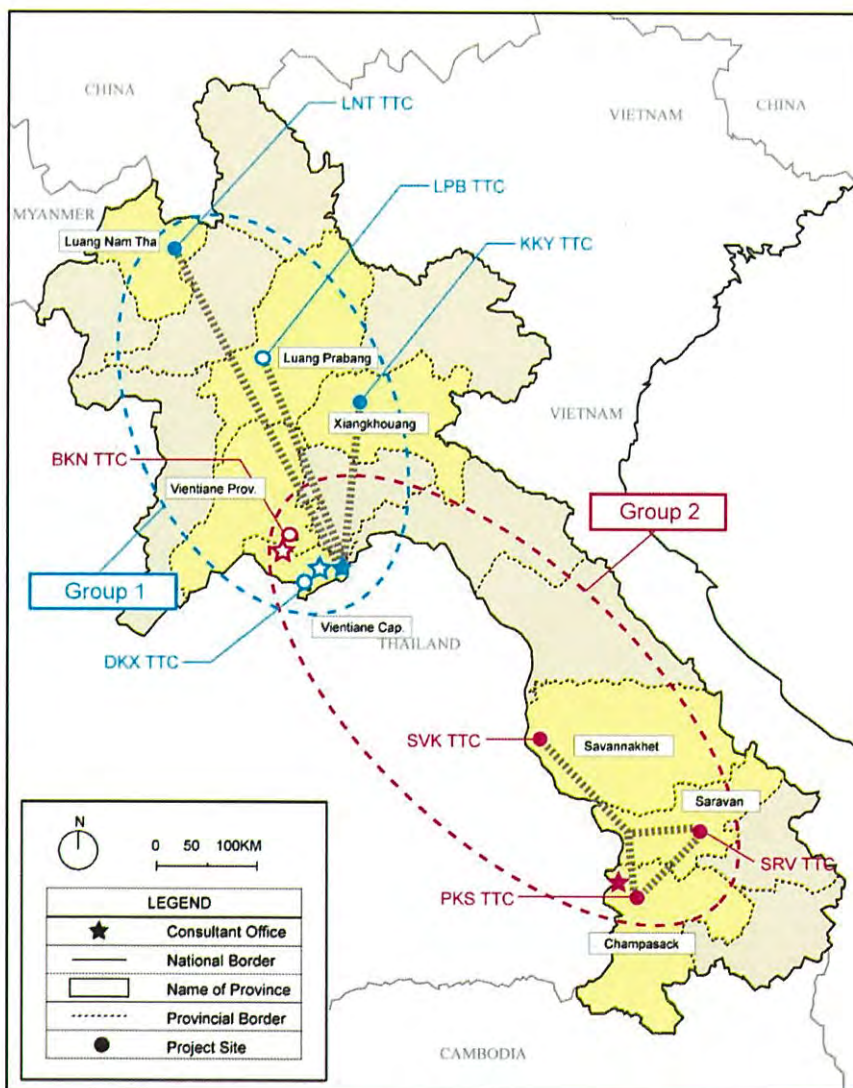 CHINA
LNT TTC
VIETNAM
CHINA
LPB TTC
MYANMER
KKY TTC
Luang Nam Tha
Luang Prabang
VIETNAM
Xiangkhouang
BKN TTC
Vientiane Prov.
Group 2
Group 1
Vientiane Cap.
THAILAND
DKX TTC
SVK TTC
Savannakhet
Saravan
SRV TTC
PKS TTC
Champasack
CAMBODIA
N
0 50 100KM
LEGEND
Consultant Office
National Border
Name of Province
Provincial Border
Project Site